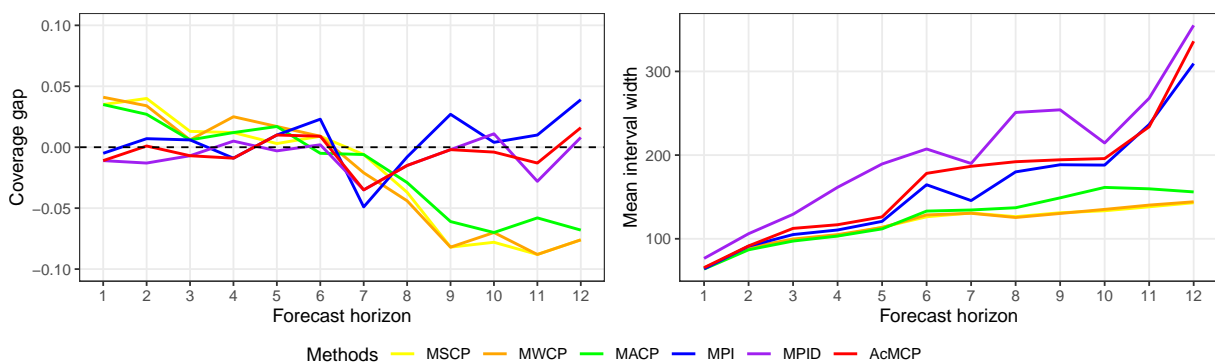 0.10
0.05
0.00
−0.05
−0.10
Coverage gap
1 2 3 4 5 6 7 8 9 10 11 12
Forecast horizon
300
200
100
Mean interval width
1 2 3 4 5 6 7 8 9 10 11 12
Forecast horizon
Methods MSCP MWCP MACP MPI MPID AcMCP